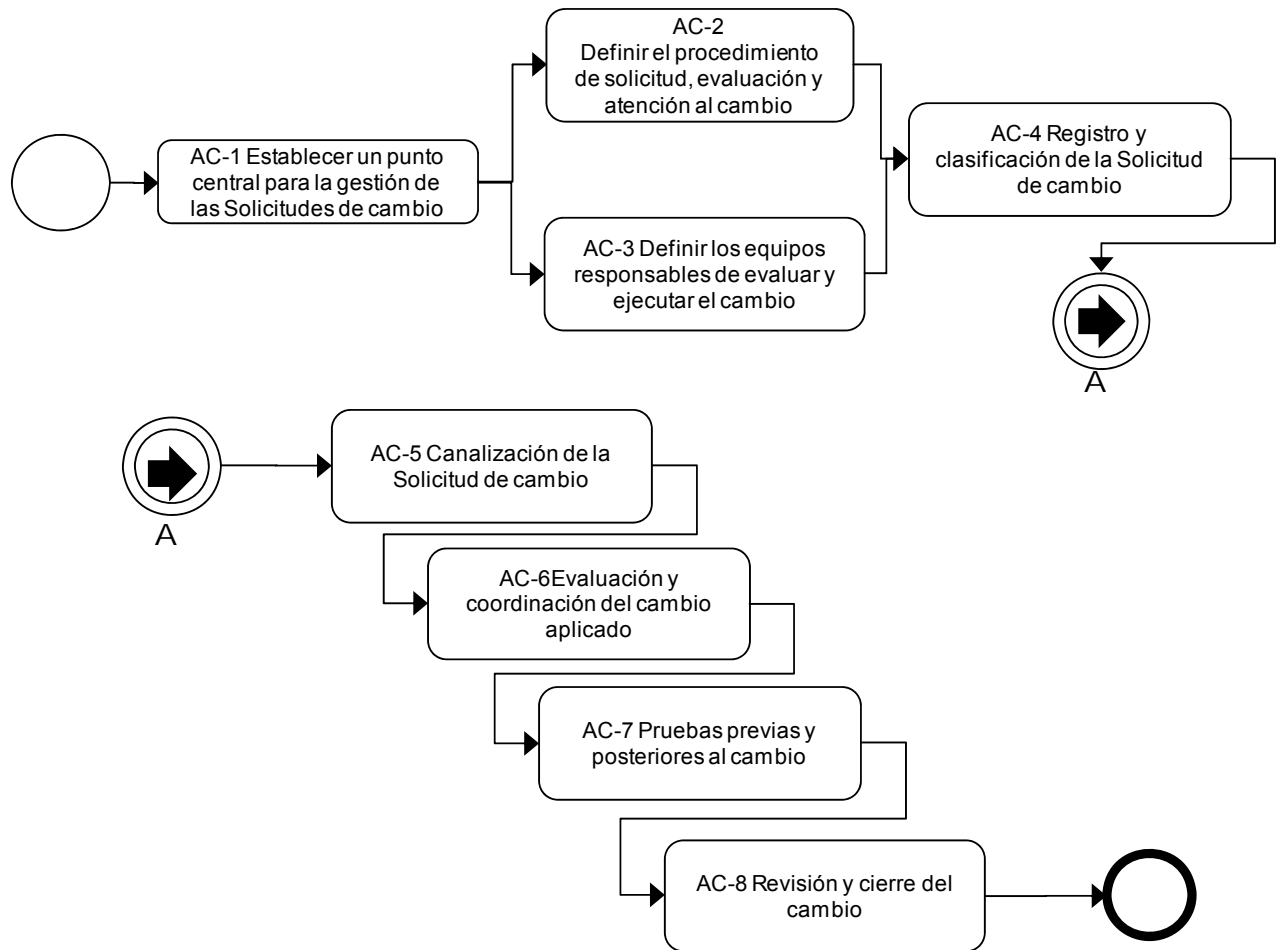 AC-2
Definir el procedimiento
de solicitud, evaluación y
atención al cambio
AC-1 Establecer un punto
central para la gestión de
las Solicitudes de cambio
AC-4 Registro y
clasificación de la Solicitud
de cambio
AC-3 Definir los equipos
responsables de evaluar y
ejecutar el cambio
A
AC-5 Canalización de la
Solicitud de cambio
A
AC-6Evaluación y
coordinación del cambio
aplicado
AC-7 Pruebas previas y
posteriores al cambio
AC-8 Revisión y cierre del
cambio